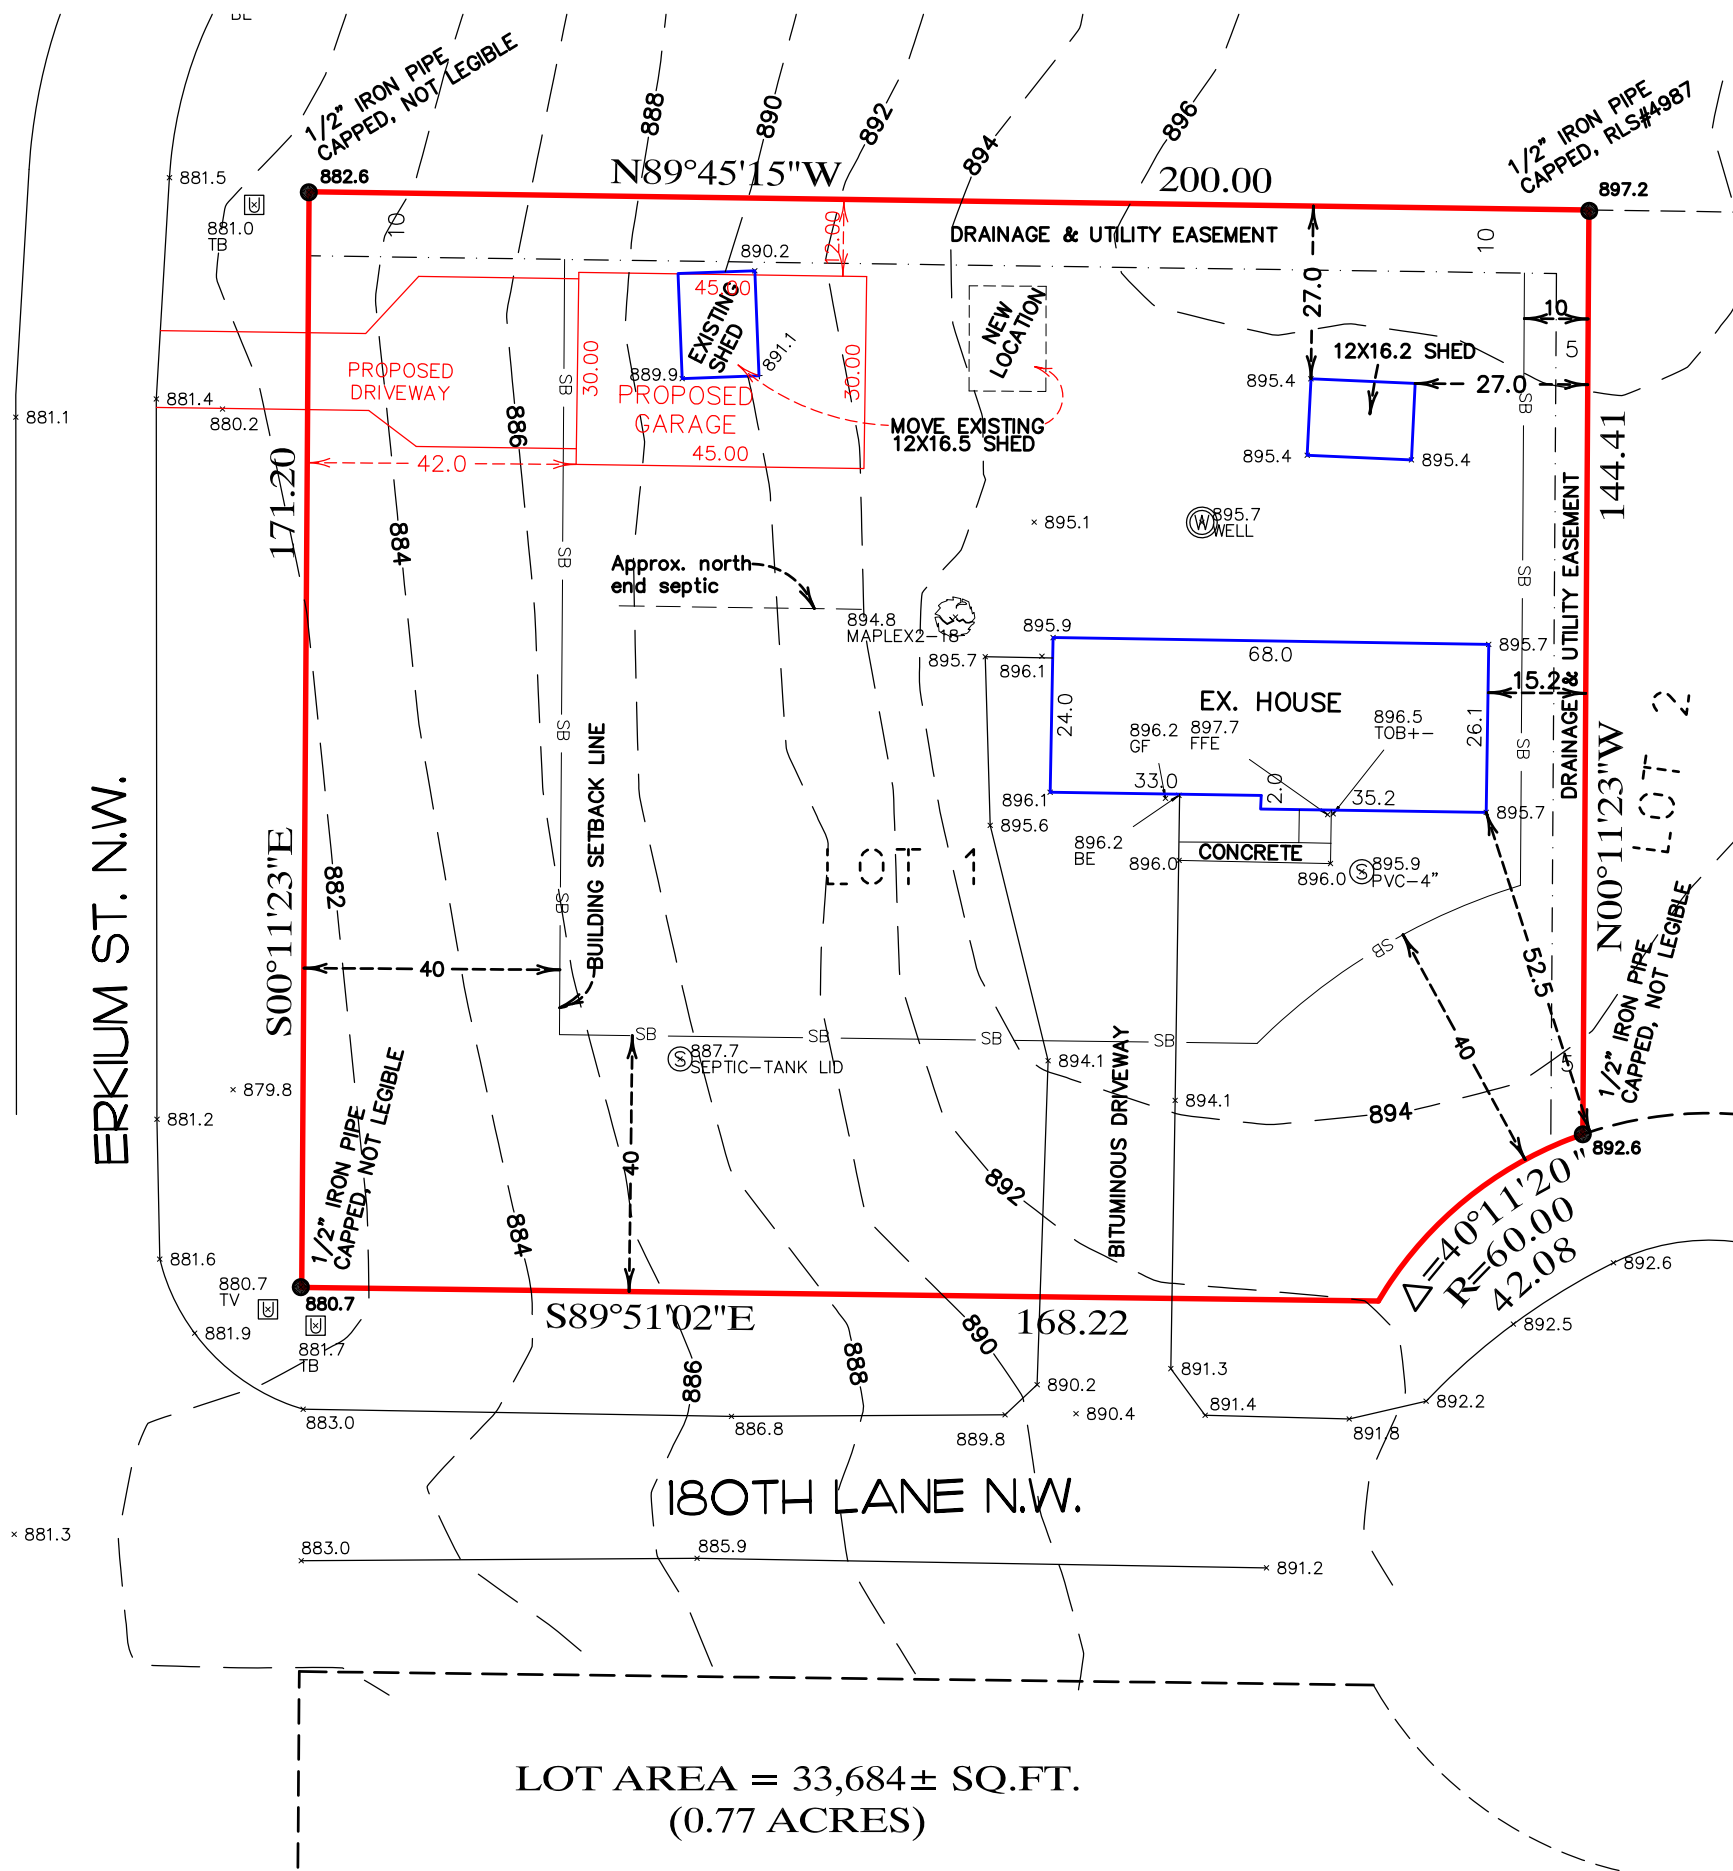 1/2" IRON PIPE
CAPPED, NOT LEGIBLE
888
890
892
894
896
1/2" IRON PIPE
CAPPED, RLS#4987
882.6
N89°45'15"W
200.00
897.2
881.5
881.0
TB
10
12.00
DRAINAGE & UTILITY EASEMENT
10
890.2
45.00
EXISTING
SHED
891.1
889.9
NEW
LOCATION
27.0
10
5
12X16.2 SHED
895.4
27.0
PROPOSED
DRIVEWAY
30.00
30.00
SB
SB
PROPOSED
GARAGE
45.00
MOVE EXISTING
12X16.5 SHED
881.1
881.4
880.2
886
42.0
895.4
895.4
171.20
144.41
884
895.1
W
895.7
WELL
SB
SB
Approx. north
end septic
DRAINAGE & UTILITY EASEMENT
894.8
MAPLEX2-18
895.9
895.7
895.7
896.1
68.0
15.2
EX. HOUSE
24.0
26.1
896.2
GF
897.7
FFE
896.5
TOB+-
LOT 2
SB
SB
BUILDING SETBACK LINE
33.0
2.0
35.2
896.1
895.6
895.7
896.2
BE
896.0
CONCRETE
896.0
S
895.9
PVC-4"
LOT 1
882
SB
SB
S00°11'23"E
N00°11'23"W
ERKIUM ST. N.W.
40
52.5
1/2" IRON PIPE
CAPPED, NOT LEGIBLE
SB
SB
SB
SB
40
S
887.7
SEPTIC-TANK LID
894.1
5
879.8
881.2
1/2" IRON PIPE
CAPPED, NOT LEGIBLE
BITUMINOUS DRIVEWAY
894.1
894
892.6
40
892
884
Δ=40°11'20"
R=60.00
42.08
881.6
892.6
880.7
TV
880.7
S89°51'02"E
168.22
881.9
881.7
TB
886
888
890
892.5
890.2
891.3
883.0
886.8
889.8
890.4
891.4
891.8
892.2
180TH LANE N.W.
881.3
883.0
885.9
891.2
LOT AREA = 33,684± SQ.FT.
(0.77 ACRES)